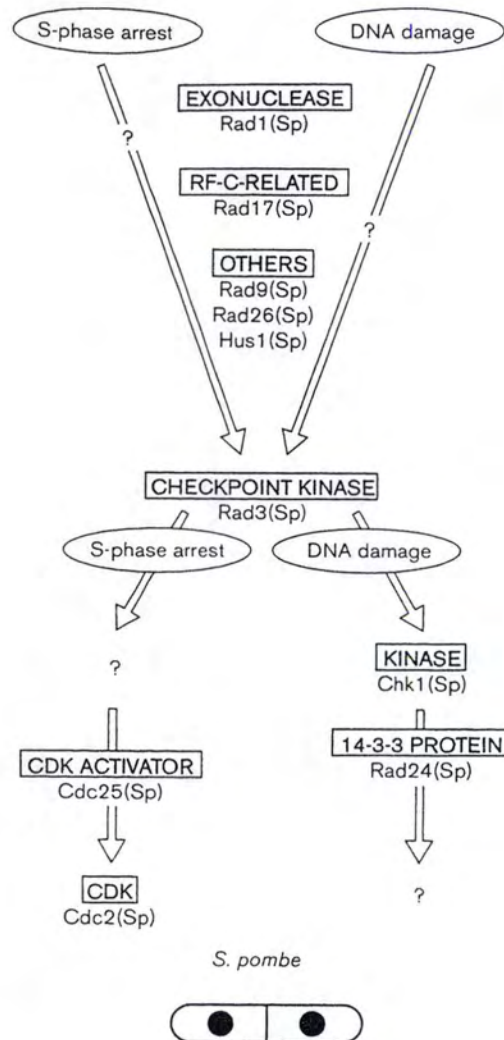 S-phase arrest
DNA damage
EXONUCLEASE
Rad1(Sp)
?
RF-C-RELATED
Rad17(Sp)
?
OTHERS
Rad9(Sp)
Rad26(Sp)
Hus1(Sp)
CHECKPOINT KINASE
Rad3(Sp)
S-phase arrest
DNA damage
?
KINASE
Chk1(Sp)
CDK ACTIVATOR
Cdc25(Sp)
14-3-3 PROTEIN
Rad24(Sp)
CDK
Cdc2(Sp)
?
S. pombe